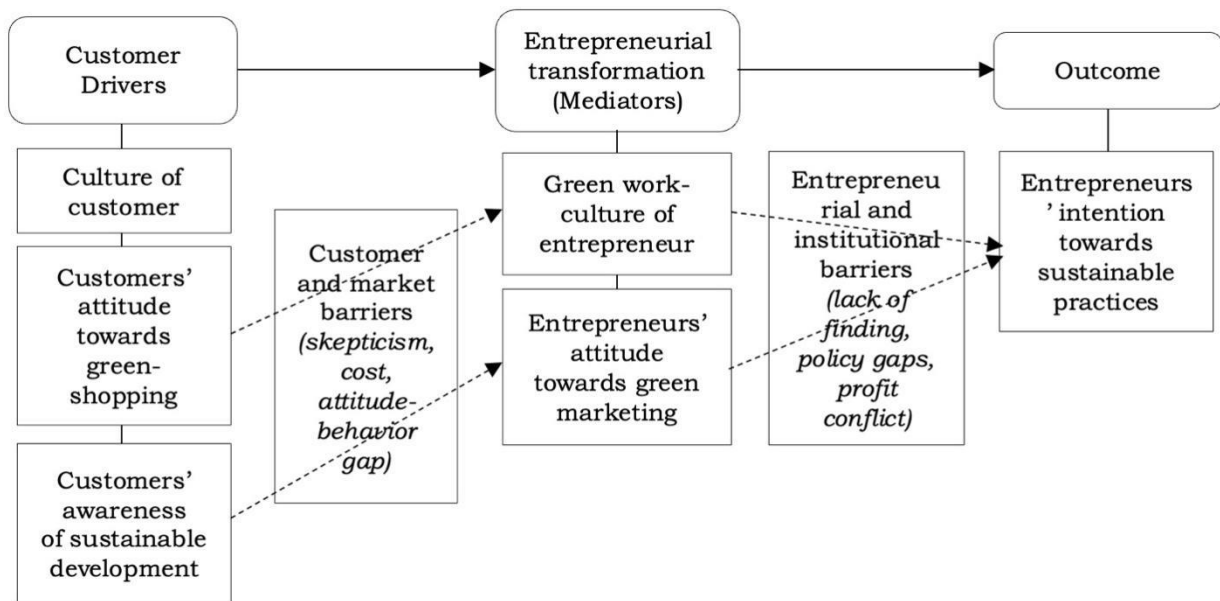 Customer
Drivers
Entrepreneurial
transformation
(Mediators)
Outcome
Culture of
customer
Customers’ attitude
towards
green-
shopping
Customers’
awareness
of sustainable
development
Customer
and market
barriers
(skepticism,
cost,
attitude-
behavior
gap)
Green work-
culture of
entrepreneur
Entrepreneurs’
attitude
towards green
marketing
Entrepreneu
rial and
institutional
barriers
(lack of
finding,
policy gaps,
profit
conflict)
Entrepreneurs
’ intention
towards
sustainable
practices